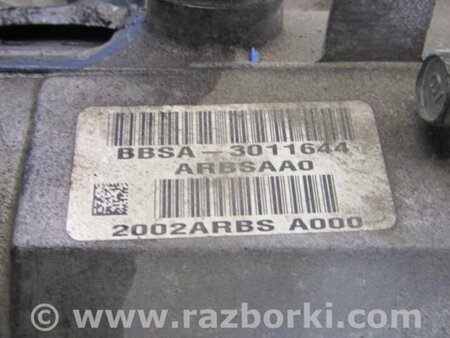 BBSA-3011644
ARBSAA0
2002ARBS A000
© www.razborki.com